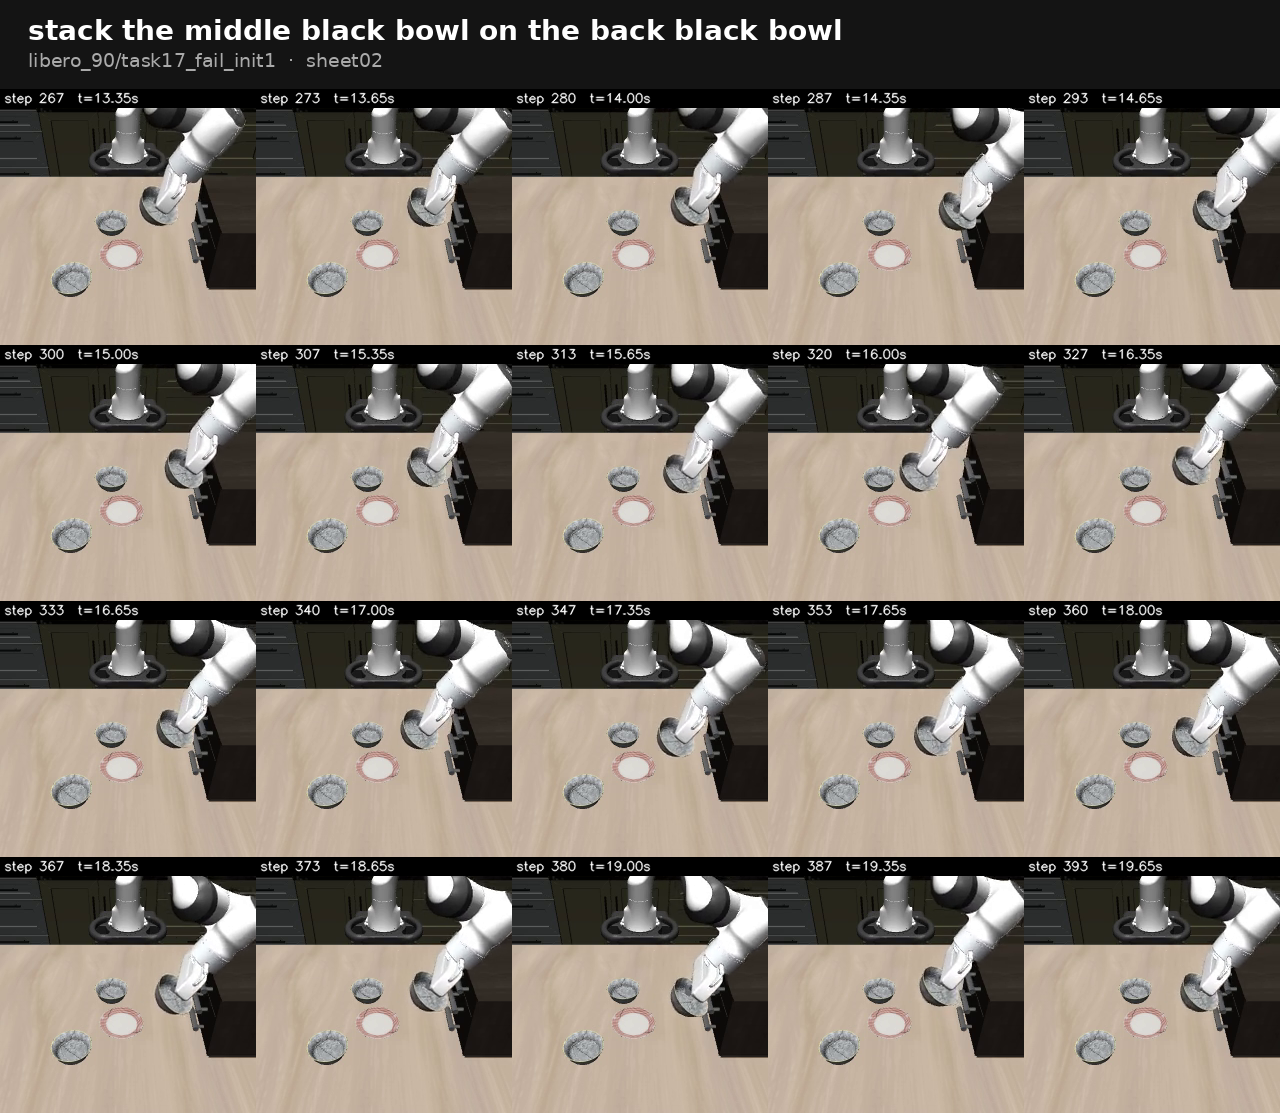 stack the middle black bowl on the back black bowl
libero_90/task17_fail_init1 · sheet02
step 267 t=13.35s
step 273 t=13.65s
step 280 t=14.00s
step 287 t=14.35s
step 293 t=14.65s
step 300 t=15.00s
step 307 t=15.35s
step 313 t=15.65s
step 320 t=16.00s
step 327 t=16.35s
step 333 t=16.65s
step 340 t=17.00s
step 347 t=17.35s
step 353 t=17.65s
step 360 t=18.00s
step 367 t=18.35s
step 373 t=18.65s
step 380 t=19.00s
step 387 t=19.35s
step 393 t=19.65s